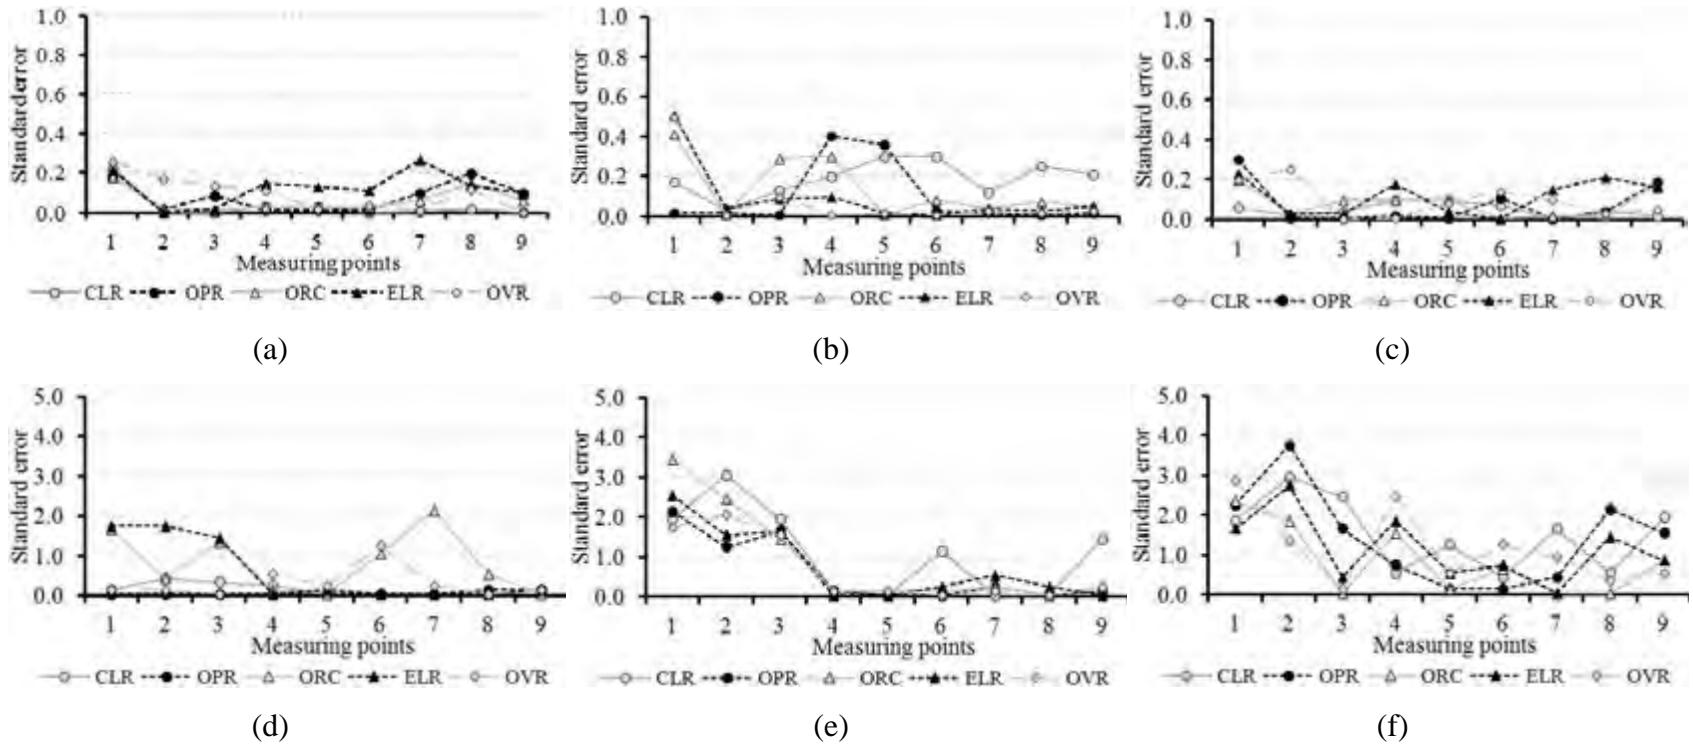 1.0
0.8
0.6
0.4
0.2
0.0
Standard error
1 2 3 4 5 6 7 8 9
Measuring points
CLR OPR ORC ELR OVR
(a)
1.0
0.8
0.6
0.4
0.2
0.0
Standard error
1 2 3 4 5 6 7 8 9
Measuring points
CLR OPR ORC ELR OVR
(b)
1.0
0.8
0.6
0.4
0.2
0.0
Standard error
1 2 3 4 5 6 7 8 9
Measuring points
CLR OPR ORC ELR OVR
(c)
5.0
4.0
3.0
2.0
1.0
0.0
Standard error
1 2 3 4 5 6 7 8 9
Measuring points
CLR OPR ORC ELR OVR
(d)
5.0
4.0
3.0
2.0
1.0
0.0
Standard error
1 2 3 4 5 6 7 8 9
Measuring points
CLR OPR ORC ELR OVR
(e)
5.0
4.0
3.0
2.0
1.0
0.0
Standard error
1 2 3 4 5 6 7 8 9
Measuring points
CLR OPR ORC ELR OVR
(f)